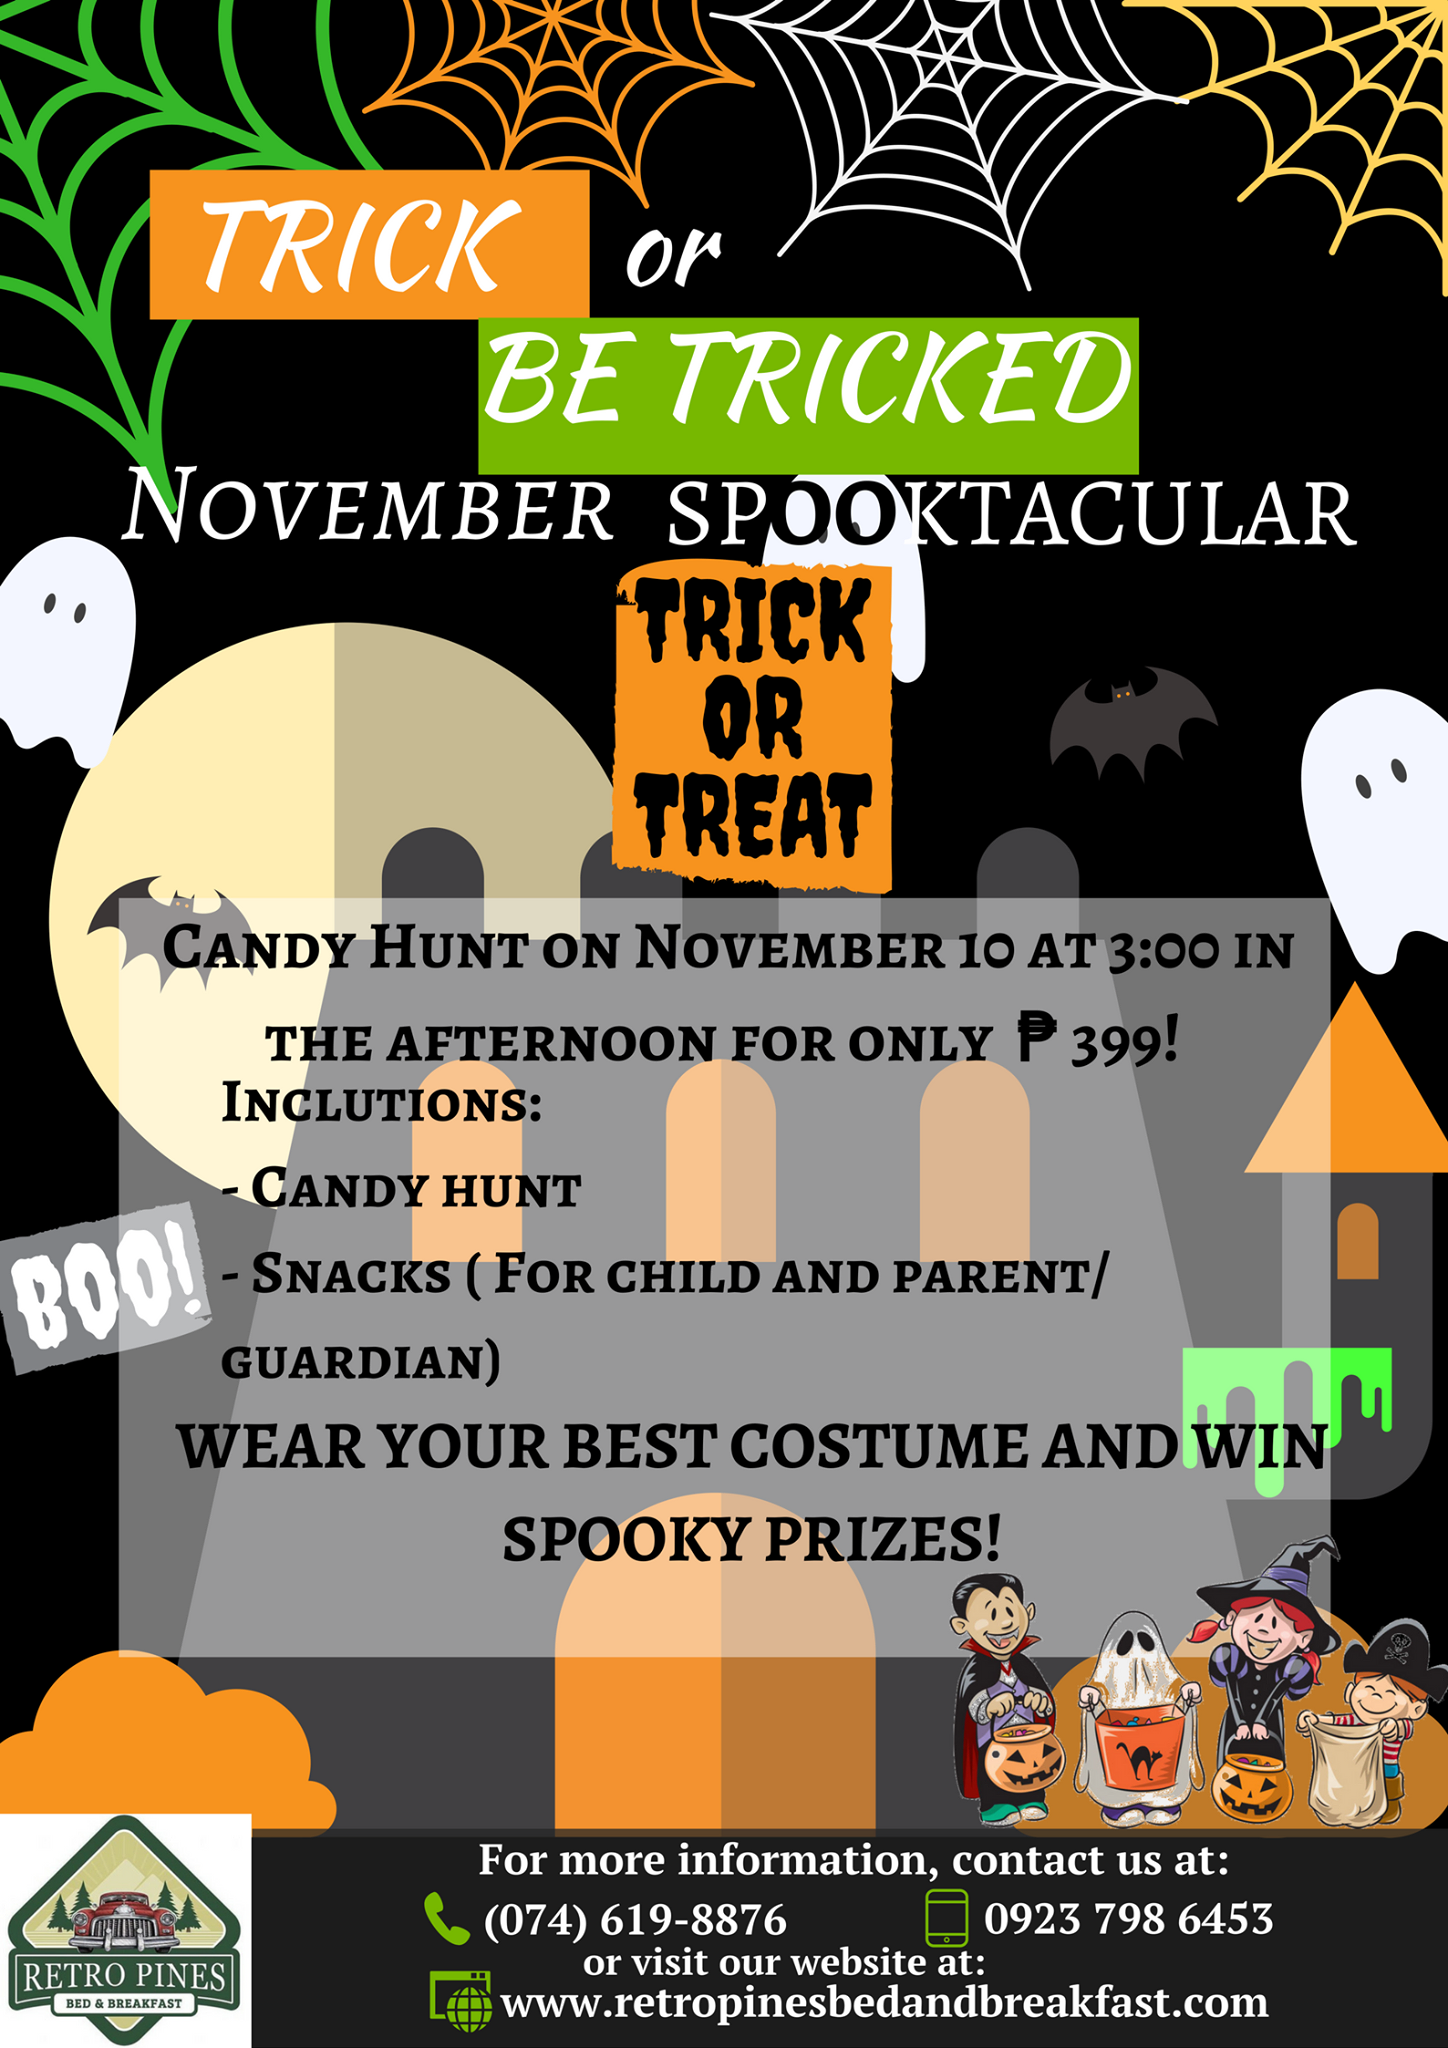 TRICK or
BE TRICKED
NOVEMBER SPOOKTACULAR
TRICK
OR
TREAT
CANDY HUNT ON NOVEMBER 10 AT 3:00 IN
THE AFTERNOON FOR ONLY ₱ 399!
INCLUTIONS:
- CANDY HUNT
- SNACKS ( FOR CHILD AND PARENT/
GUARDIAN)
BOO!
WEAR YOUR BEST COSTUME AND WIN
SPOOKY PRIZES!
RETRO PINES
BED & BREAKFAST
For more information, contact us at:
(074) 619-8876 0923 798 6453
or visit our website at:
www.retropinesbedandbreakfast.com